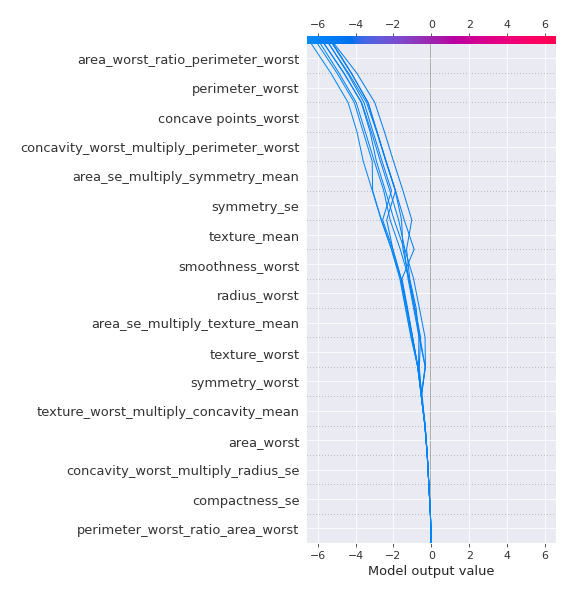 −6 −4 −2 0 2 4 6
area_worst_ratio_perimeter_worst
perimeter_worst
concave points_worst
concavity_worst_multiply_perimeter_worst
area_se_multiply_symmetry_mean
symmetry_se
texture_mean
smoothness_worst
radius_worst
area_se_multiply_texture_mean
texture_worst
symmetry_worst
texture_worst_multiply_concavity_mean
area_worst
concavity_worst_multiply_radius_se
compactness_se
perimeter_worst_ratio_area_worst
−6 −4 −2 0 2 4 6
Model output value